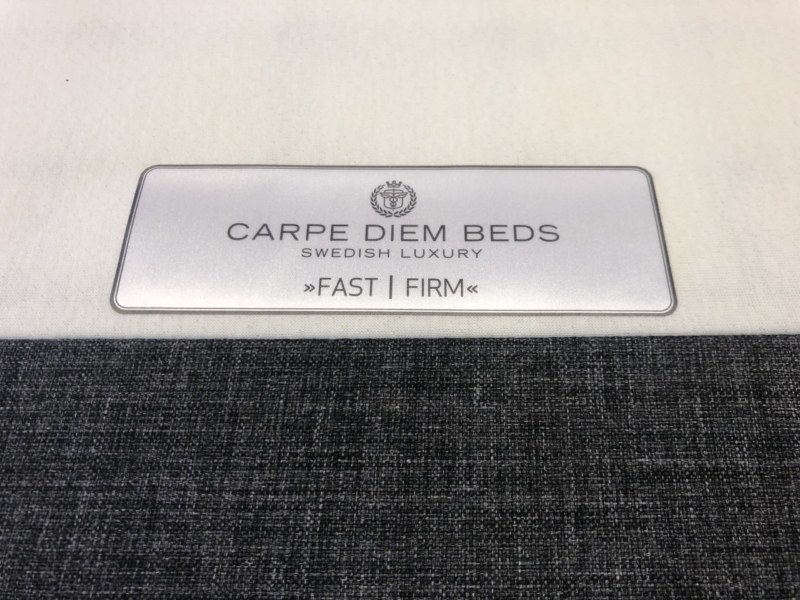 CARPE DIEM BEDS
SWEDISH LUXURY
»FAST | FIRM«